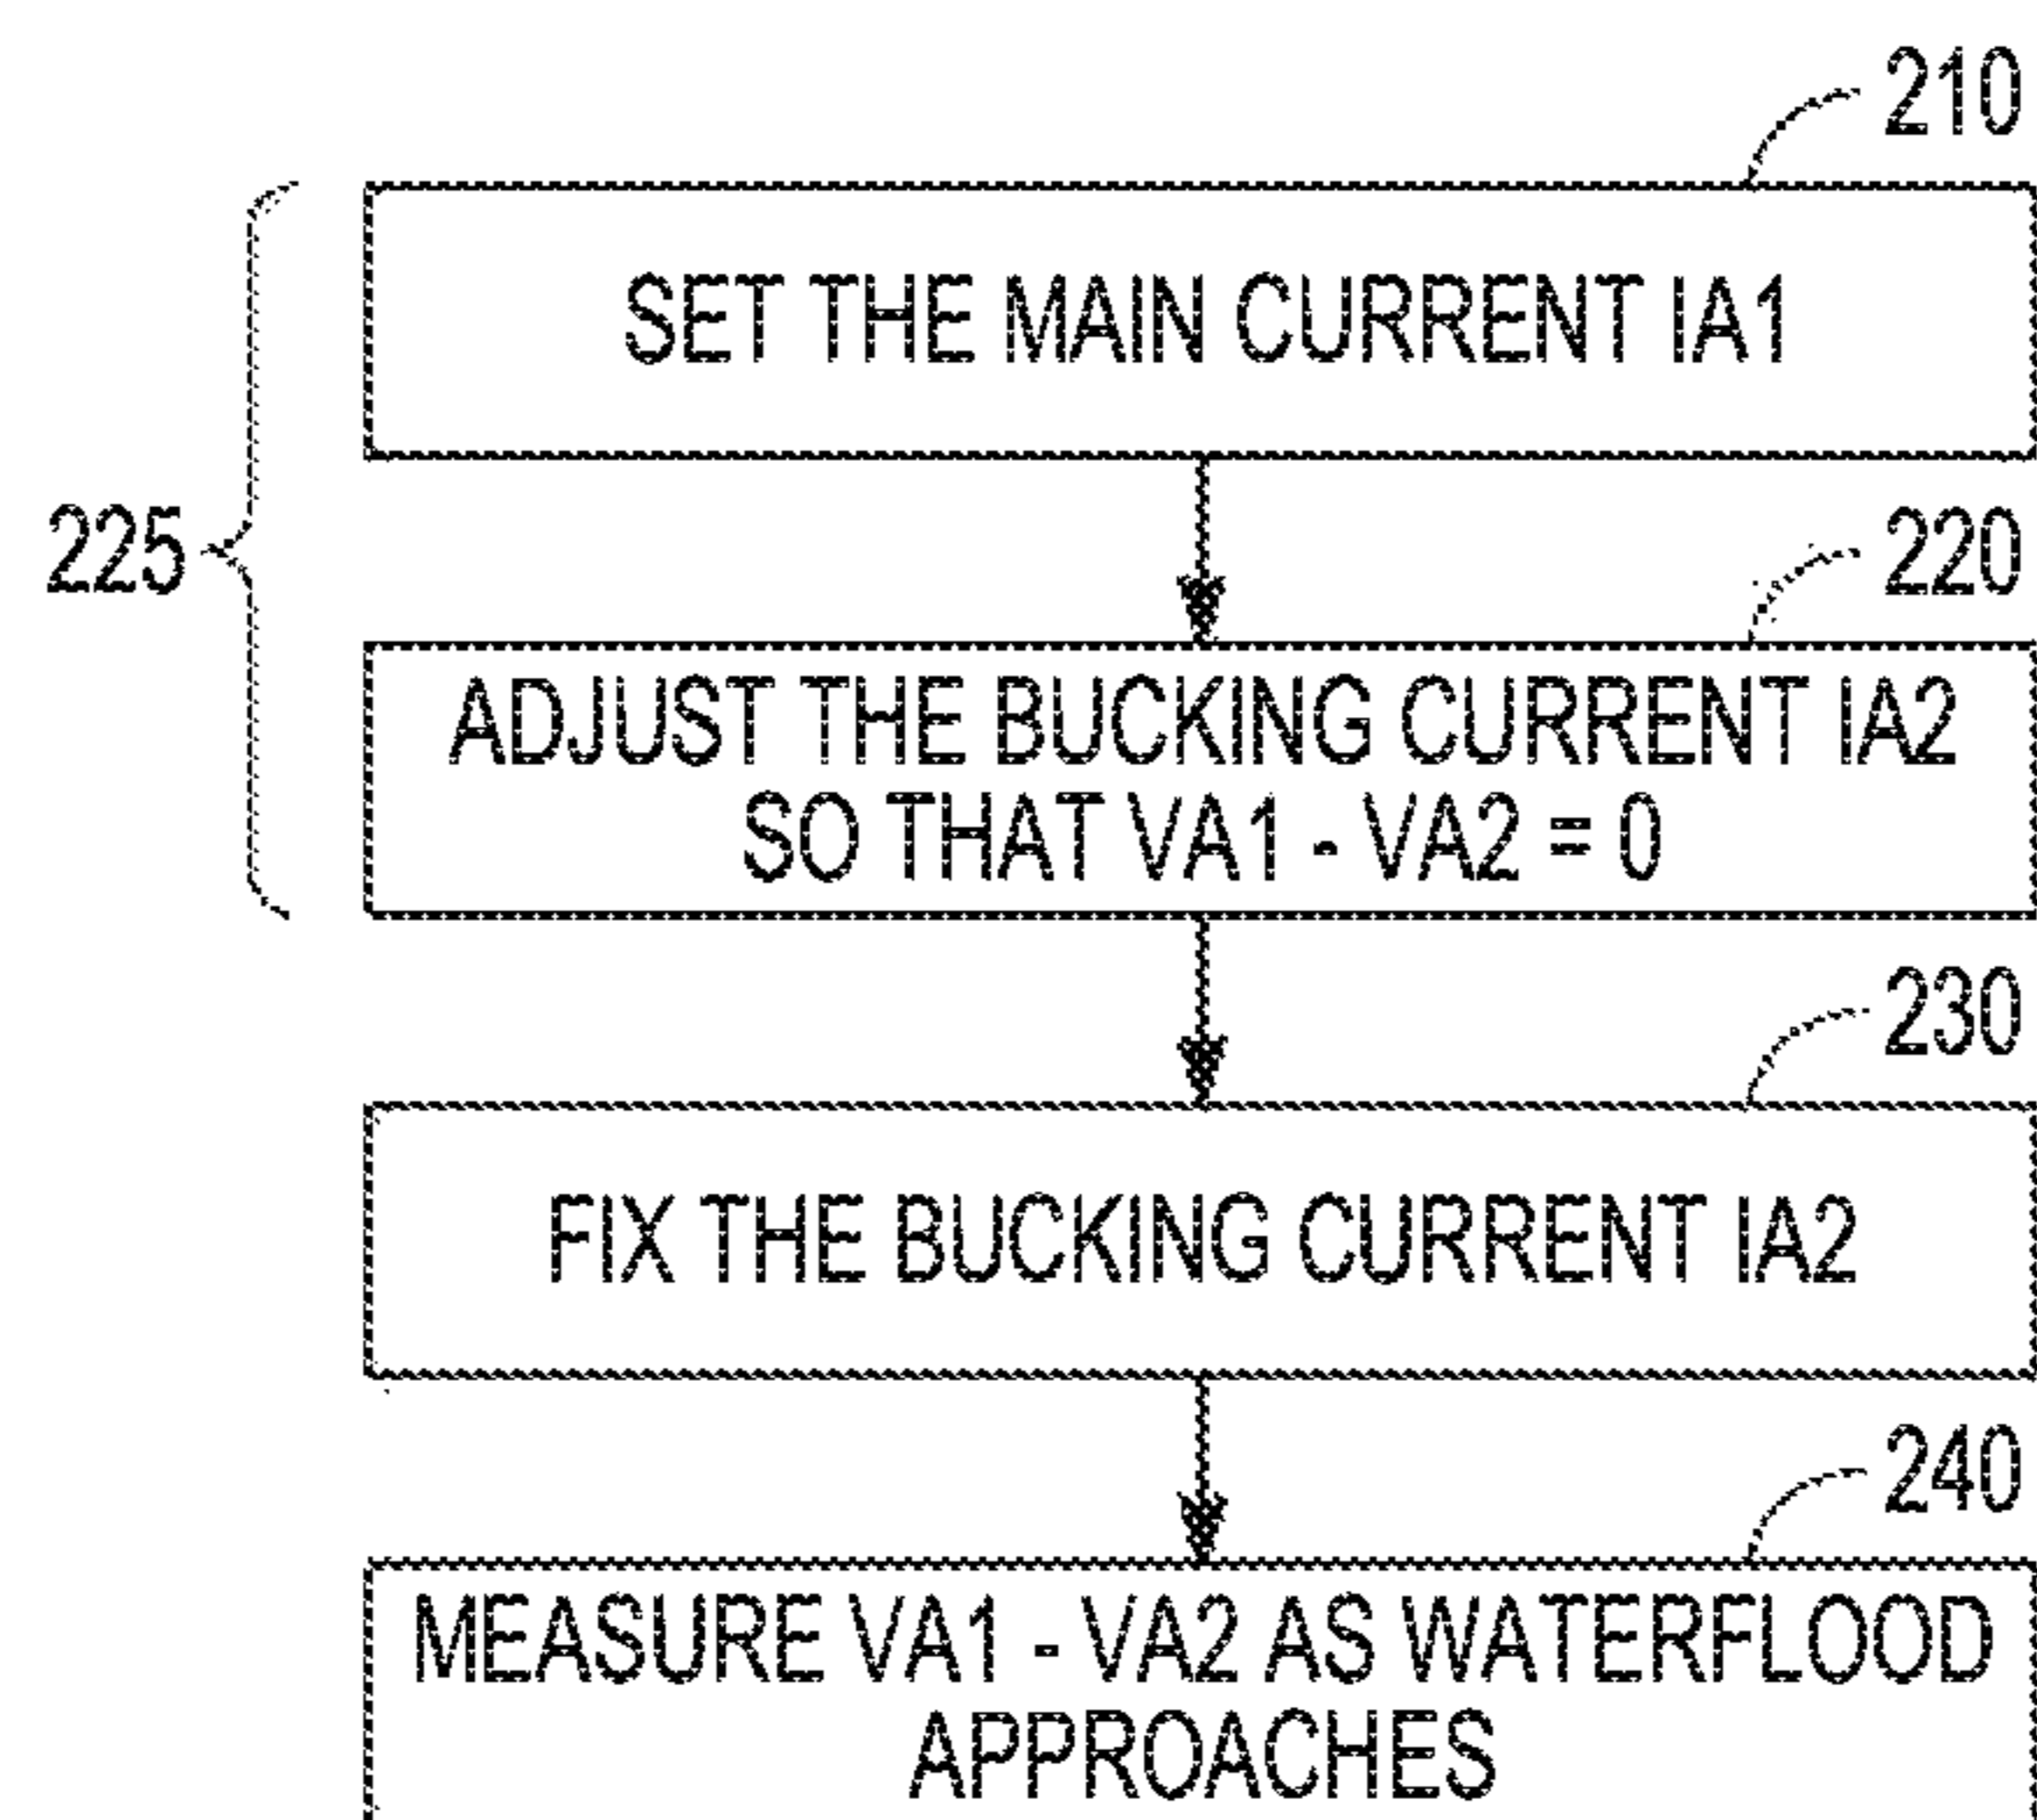 210
SET THE MAIN CURRENT IA1
225
220
ADJUST THE BUCKING CURRENT IA2
SO THAT VA1 - VA2 = 0
230
FIX THE BUCKING CURRENT IA2
240
MEASURE VA1 - VA2 AS WATERFLOOD
APPROACHES